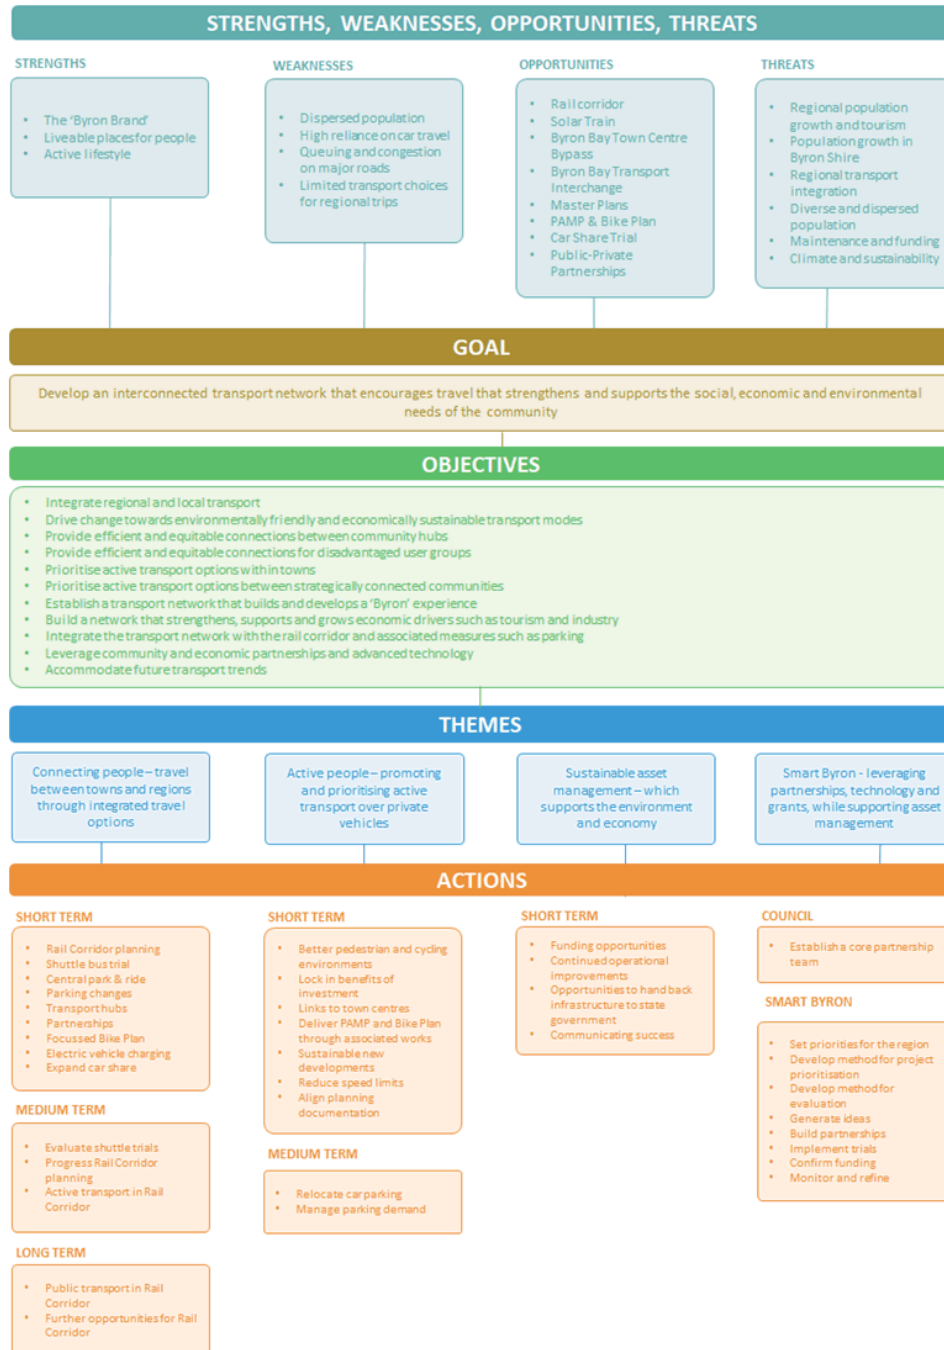 STRENGTHS, WEAKNESSES, OPPORTUNITIES, THREATS
STRENGTHS
• The 'Byron Brand'
• Liveable places for people
• Active lifestyle
WEAKNESSES
• Dispersed population
• High reliance on car travel
• Queuing and congestion
on major roads
• Limited transport choices
for regional trips
OPPORTUNITIES
• Rail corridor
• Solar Train
Byron Bay Town Centre
Bypass
• Byron Bay Transport
Interchange
• Master Plans
• PAMP & Bike Plan
• Car Share Trial
• Public-Private
Partnerships
THREATS
• Regional population
growth and tourism
• Population growth in
Byron Shire
• Regional transport
integration
• Diverse and dispersed
population
• Maintenance and funding
• Climate and sustainability
GOAL
Develop an interconnected transport network that encourages travel that strengthens and supports the social, economic and environmental
needs of the community
OBJECTIVES
• Integrate regional and local transport
• Drive change towards environmentally friendly and economically sustainable transport modes
• Provide efficient and equitable connections between community hubs
• Provide efficient and equitable connections for disadvantaged user groups
• Prioritise active transport options within towns
• Prioritise active transport options between strategically connected communities
• Establish a transport network that builds and develops a 'Byron' experience
• Build a network that strengthens, supports and grows economic drivers such as tourism and industry
• Integrate the transport network with the rail corridor and associated measures such as parking
• Leverage community and economic partnerships and advanced technology
• Accommodate future transport trends
THEMES
Connecting people – travel
between towns and regions
through integrated travel
options
Active people – promoting
and prioritising active
transport over private
vehicles
Sustainable asset
management – which
supports the environment
and economy
Smart Byron - leveraging
partnerships, technology and
grants, while supporting asset
management
ACTIONS
SHORT TERM
• Rail Corridor planning
• Shuttle bus trial
• Central park & ride
• Parking changes
• Transport hubs
• Partnerships
• Focussed Bike Plan
• Electric vehicle charging
• Expand car share
MEDIUM TERM
• Evaluate shuttle trials
• Progress Rail Corridor
planning
• Active transport in Rail
Corridor
LONG TERM
• Public transport in Rail
Corridor
• Further opportunities for Rail
Corridor
SHORT TERM
• Better pedestrian and cycling
environments
• Lock in benefits of
investment
• Links to town centres
• Deliver PAMP and Bike Plan
through associated works
• Sustainable new
developments
• Reduce speed limits
• Align planning
documentation
MEDIUM TERM
• Relocate car parking
• Manage parking demand
SHORT TERM
• Funding opportunities
• Continued operational
improvements
• Opportunities to hand back
infrastructure to state
government
• Communicating success
COUNCIL
• Establish a core partnership
team
SMART BYRON
• Set priorities for the region
• Develop method for project
prioritisation
• Develop method for
evaluation
• Generate ideas
• Build partnerships
• Implement trials
• Confirm funding
• Monitor and refine